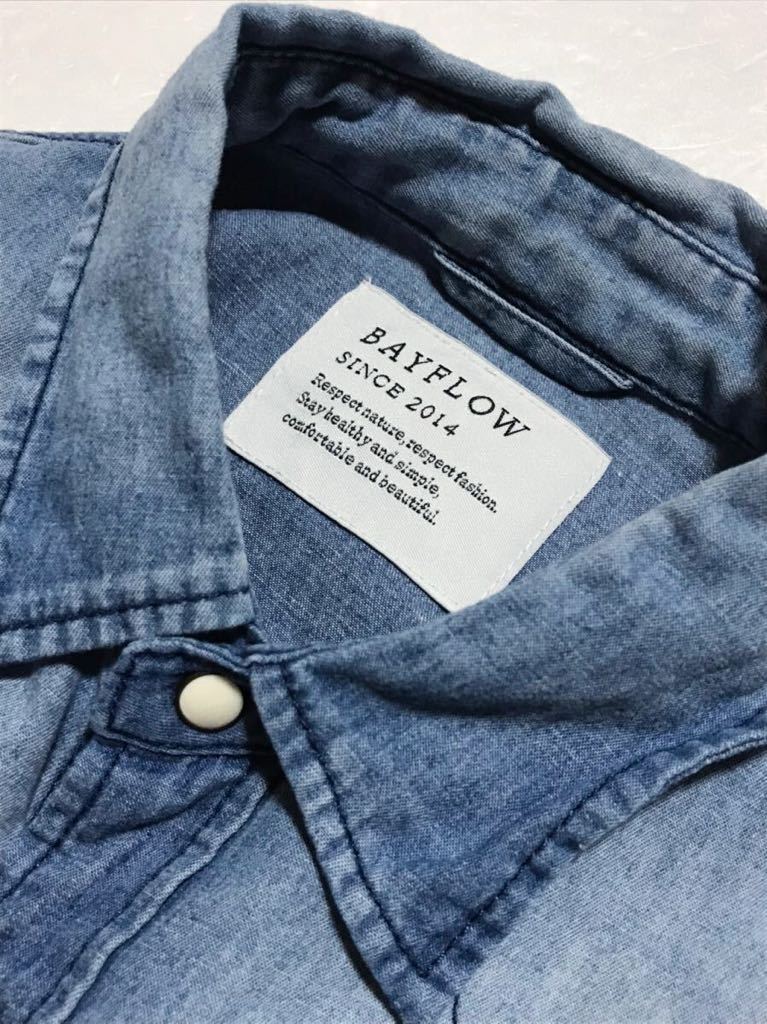 BAYFLOW
SINCE 2014
Respect nature, respect fashion.
Stay healthy and simple,
comfortable and beautiful.